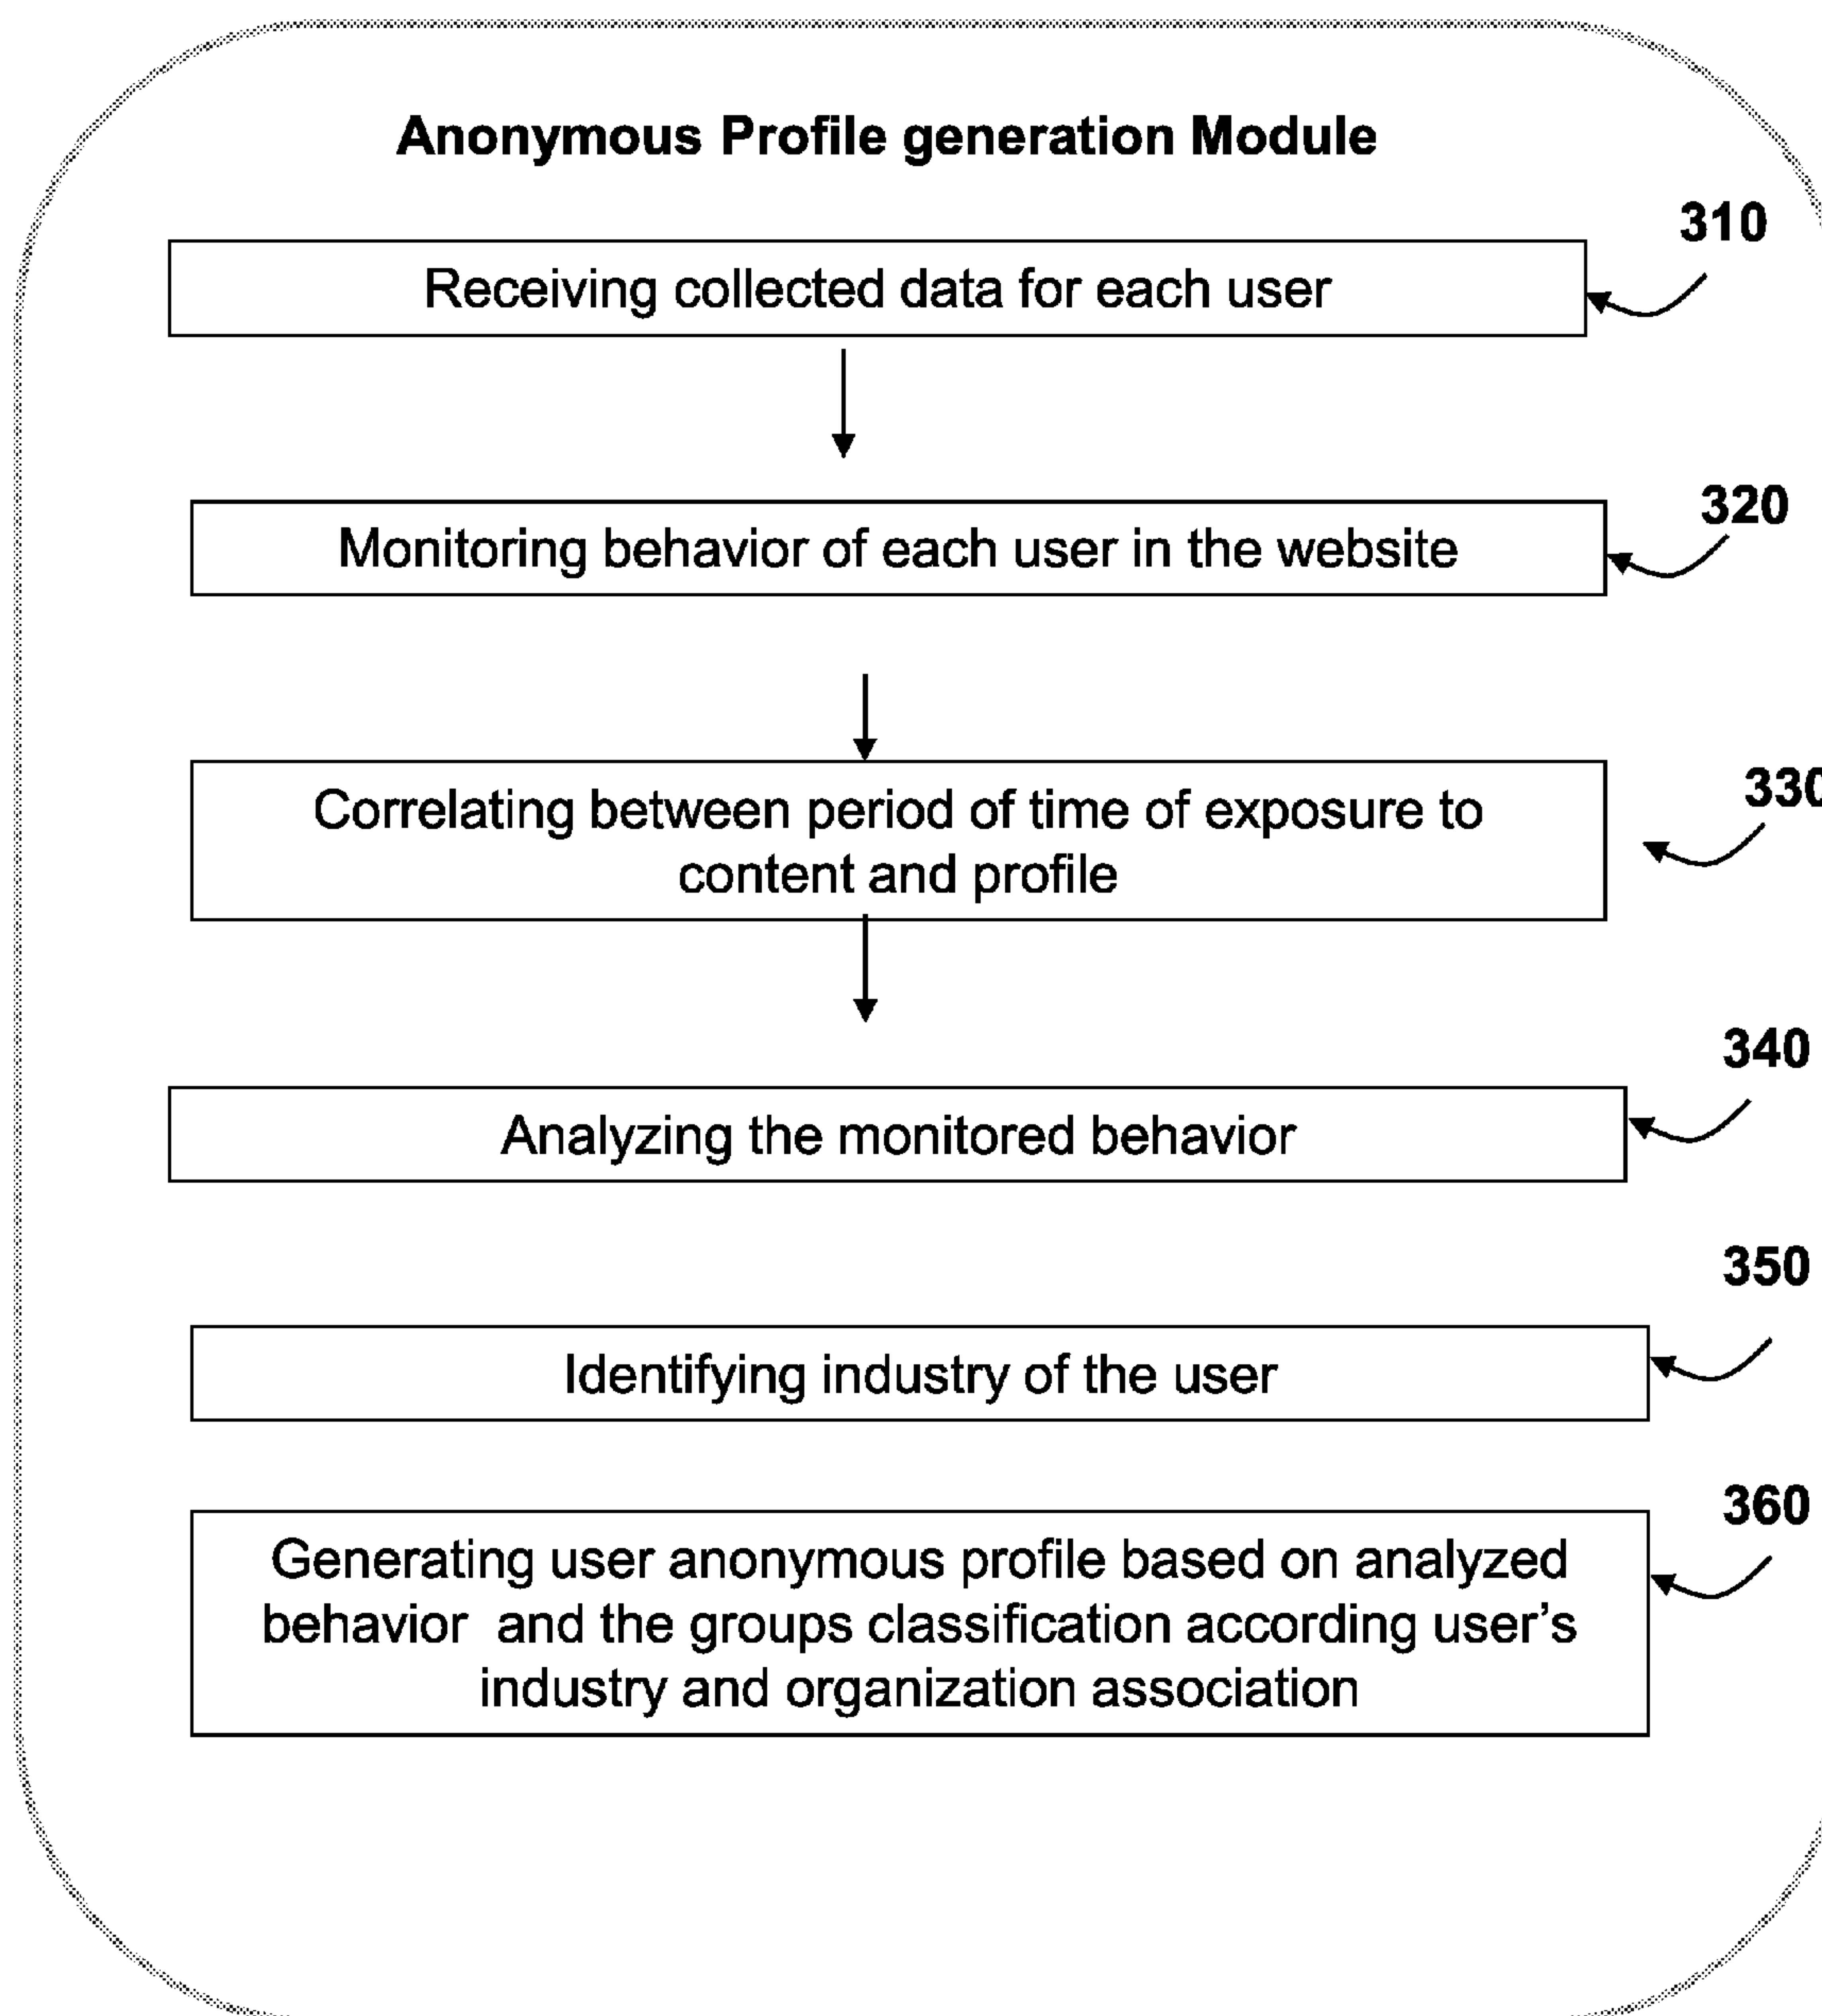 Anonymous Profile generation Module
310
Receiving collected data for each user
320
Monitoring behavior of each user in the website
330
Correlating between period of time of exposure to
content and profile
340
Analyzing the monitored behavior
350
Identifying industry of the user
360
Generating user anonymous profile based on analyzed
behavior and the groups classification according user's
industry and organization association